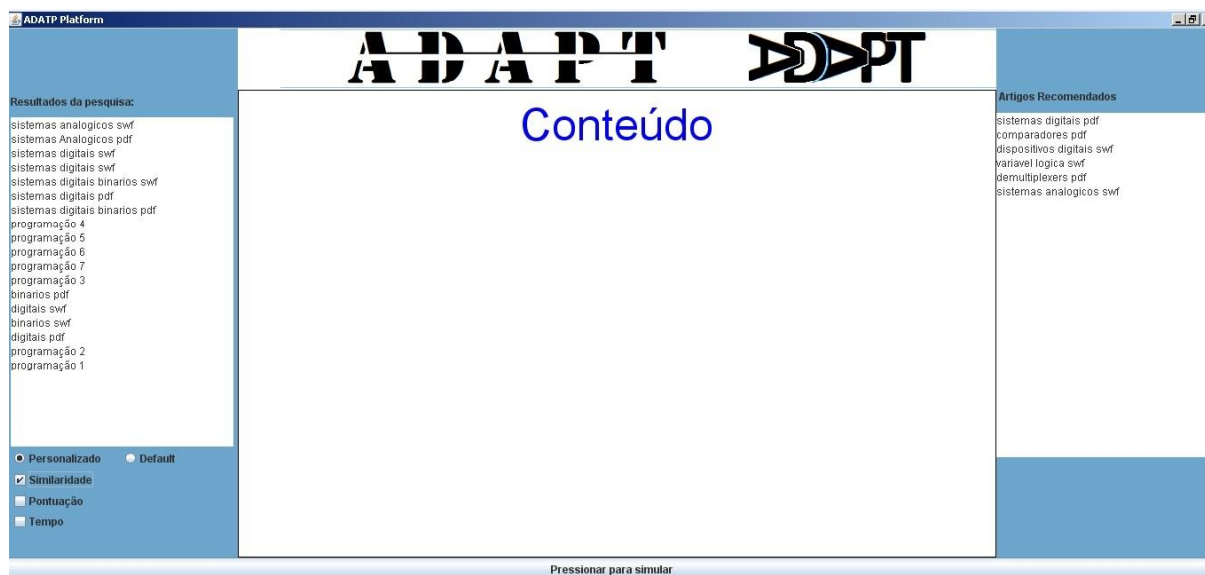 ADATP Platform
ADAPT
ADAPT
Resultados da pesquisa:
sistemas analogicos swf
sistemas Analogicos pdf
sistemas digitais swf
sistemas digitais swf
sistemas digitais binarios swf
sistemas digitais pdf
sistemas digitais binarios pdf
programação 4
programação 5
programação 6
programação 7
programação 3
binarios pdf
digitais swf
binarios swf
digitais pdf
programação 2
programação 1
Personalizado
Default
Similaridade
Pontuação
Tempo
Conteúdo
Artigos Recomendados
sistemas digitais pdf
comparadores pdf
dispositivos digitais swf
variavel logica swf
demultiplexers pdf
sistemas analogicos swf
Pressionar para simular